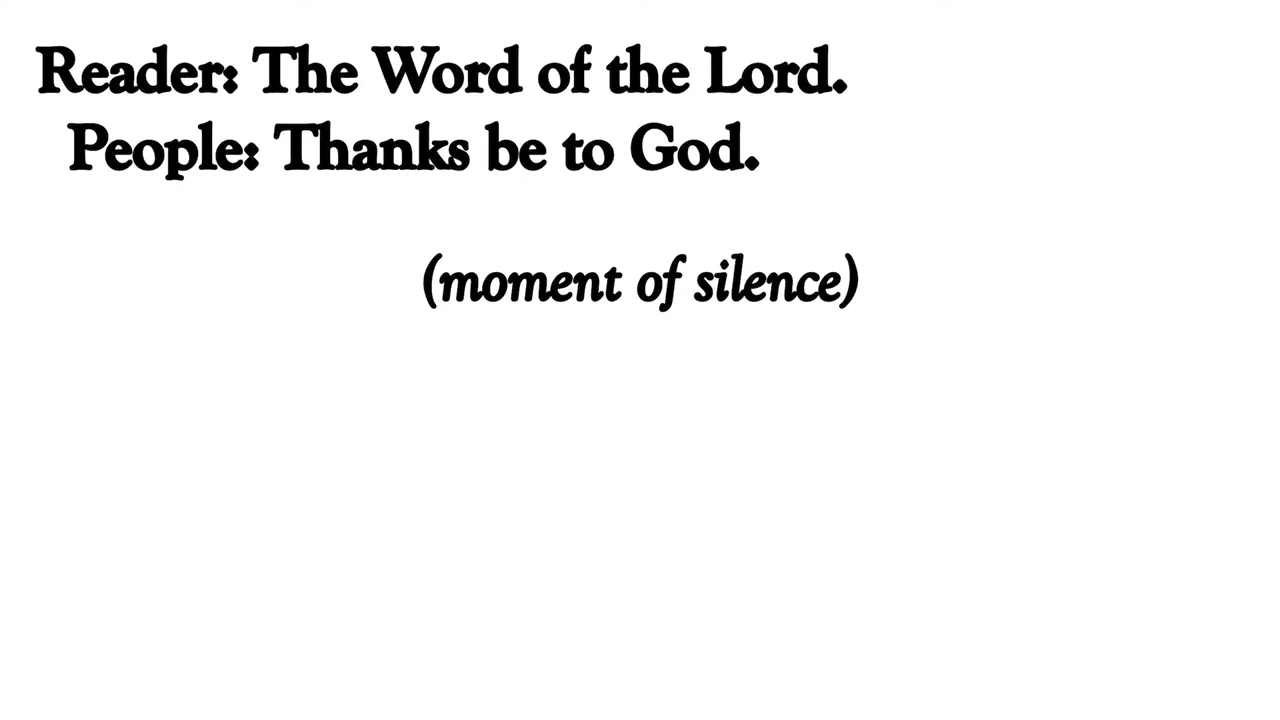 Reader: The Word of the Lord.
People: Thanks be to God.
(moment of silence)